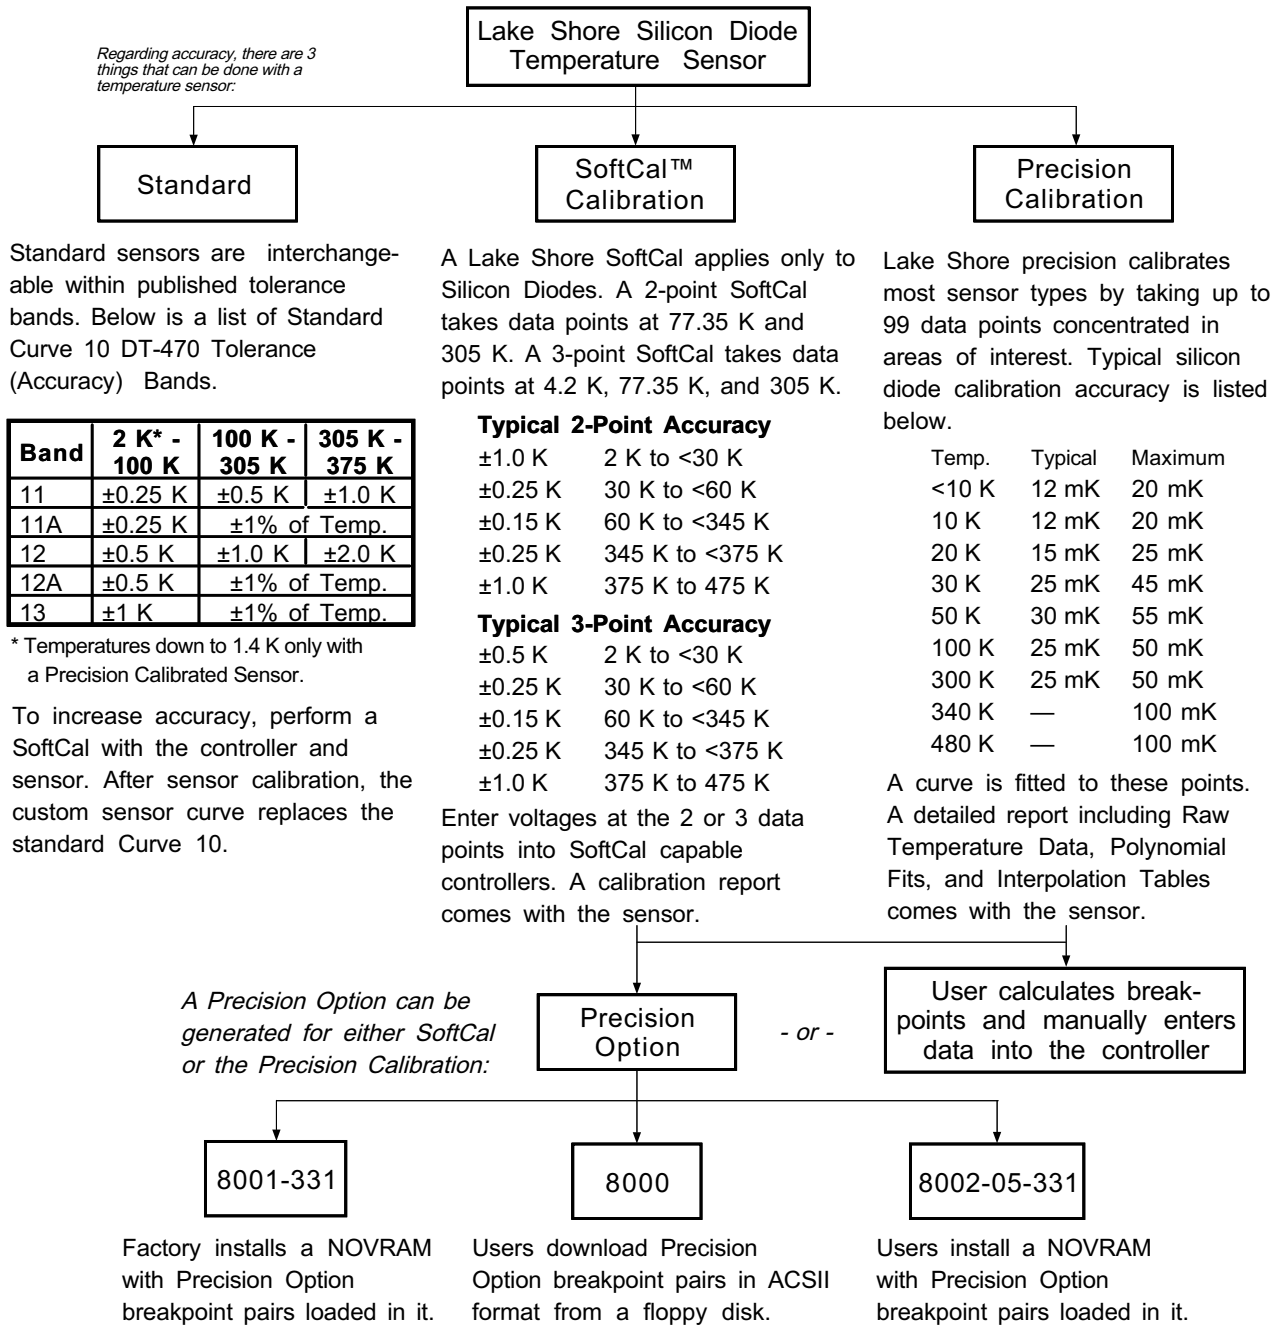 Lake Shore Silicon Diode
Temperature Sensor
Regarding accuracy, there are 3
things that can be done with a
temperature sensor:
Standard
Standard sensors are interchange-
able within published tolerance
bands. Below is a list of Standard
Curve 10 DT-470 Tolerance
(Accuracy) Bands.
Band 2 K* - 100 K - 305 K -
100 K 305 K 375 K
11 ±0.25 K ±0.5 K ±1.0 K
11A ±0.25 K ±1% of Temp.
12 ±0.5 K ±1.0 K ±2.0 K
12A ±0.5 K ±1% of Temp.
13 ±1 K ±1% of Temp.
* Temperatures down to 1.4 K only with
a Precision Calibrated Sensor.
To increase accuracy, perform a
SoftCal with the controller and
sensor. After sensor calibration, the
custom sensor curve replaces the
standard Curve 10.
SoftCal™
Calibration
A Lake Shore SoftCal applies only to
Silicon Diodes. A 2-point SoftCal
takes data points at 77.35 K and
305 K. A 3-point SoftCal takes data
points at 4.2 K, 77.35 K, and 305 K.
Typical 2-Point Accuracy
±1.0 K 2 K to <30 K
±0.25 K 30 K to <60 K
±0.15 K 60 K to <345 K
±0.25 K 345 K to <375 K
±1.0 K 375 K to 475 K
Typical 3-Point Accuracy
±0.5 K 2 K to <30 K
±0.25 K 30 K to <60 K
±0.15 K 60 K to <345 K
±0.25 K 345 K to <375 K
±1.0 K 375 K to 475 K
Enter voltages at the 2 or 3 data
points into SoftCal capable
controllers. A calibration report
comes with the sensor.
Precision
Calibration
Lake Shore precision calibrates
most sensor types by taking up to
99 data points concentrated in
areas of interest. Typical silicon
diode calibration accuracy is listed
below.
Temp. Typical Maximum
<10 K 12 mK 20 mK
10 K 12 mK 20 mK
20 K 15 mK 25 mK
30 K 25 mK 45 mK
50 K 30 mK 55 mK
100 K 25 mK 50 mK
300 K 25 mK 50 mK
340 K — 100 mK
480 K — 100 mK
A curve is fitted to these points.
A detailed report including Raw
Temperature Data, Polynomial
Fits, and Interpolation Tables
comes with the sensor.
A Precision Option can be
generated for either SoftCal
or the Precision Calibration:
Precision
Option
- or -
User calculates break-
points and manually enters
data into the controller
8001-331
Factory installs a NOVRAM
with Precision Option
breakpoint pairs loaded in it.
8000
Users download Precision
Option breakpoint pairs in ACSII
format from a floppy disk.
8002-05-331
Users install a NOVRAM
with Precision Option
breakpoint pairs loaded in it.